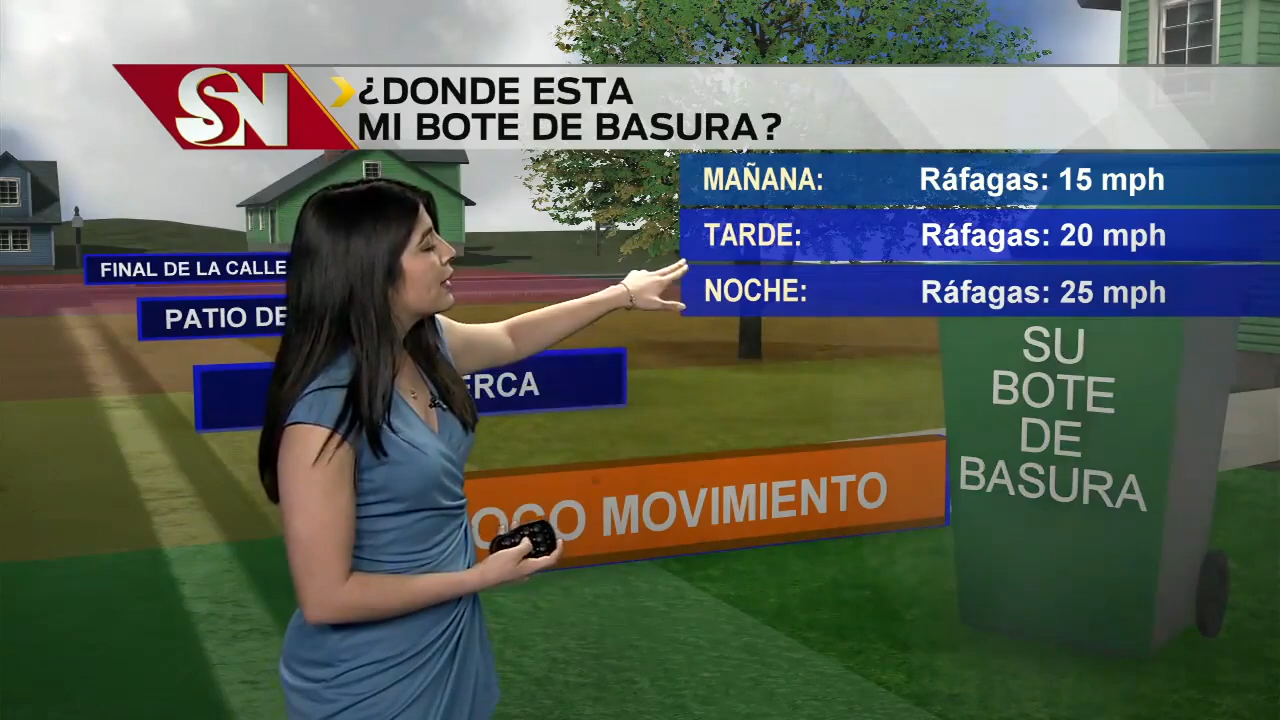 SN
¿DONDE ESTA
MI BOTE DE BASURA?
MAÑANA: Ráfagas: 15 mph
TARDE: Ráfagas: 20 mph
NOCHE: Ráfagas: 25 mph
FINAL DE LA CALLE
PATIO DE
ERCA
OCO MOVIMIENTO
SU
BOTE
DE
BASURA